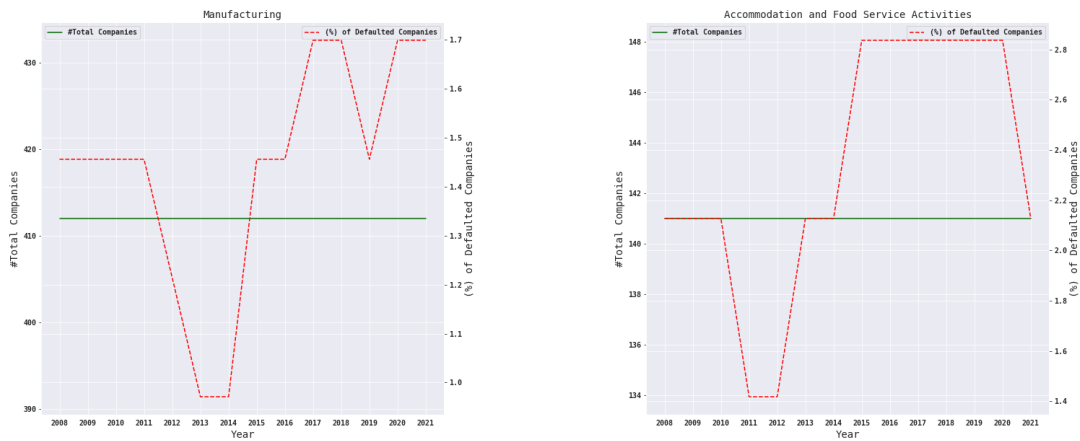 Manufacturing
#Total Companies
(%) of Defaulted Companies
430
420
410
400
390
#Total Companies
1.7
1.6
1.5
1.4
1.3
1.2
1.1
1.0
(%) of Defaulted Companies
2008 2009 2010 2011 2012 2013 2014 2015 2016 2017 2018 2019 2020 2021
Year
Accommodation and Food Service Activities
#Total Companies
(%) of Defaulted Companies
148
146
144
142
140
138
136
134
#Total Companies
2.8
2.6
2.4
2.2
2.0
1.8
1.6
1.4
(%) of Defaulted Companies
2008 2009 2010 2011 2012 2013 2014 2015 2016 2017 2018 2019 2020 2021
Year